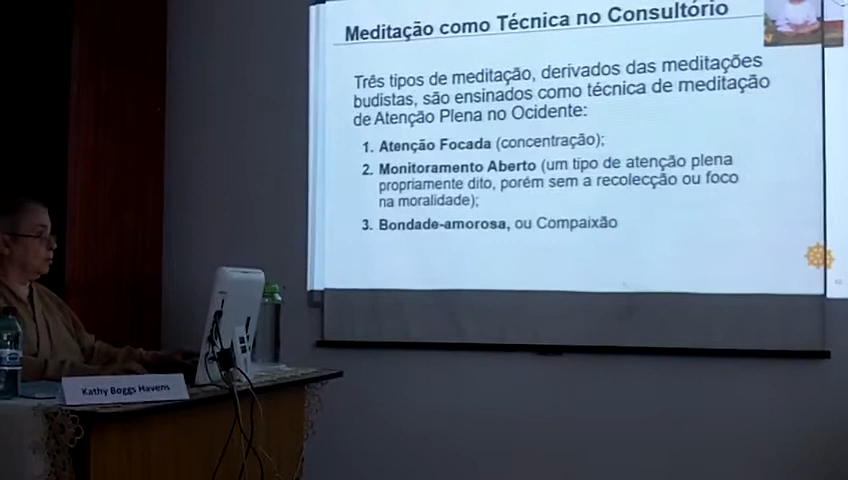 Meditação como Técnica no Consultório
Três tipos de meditação, derivados das meditações
budistas, são ensinados como técnica de meditação
de Atenção Plena no Ocidente:
1. Atenção Focada (concentração);
2. Monitoramento Aberto (um tipo de atenção plena
propriamente dito, porém sem a recolecção ou foco
na moralidade);
3. Bondade-amorosa, ou Compaixão
Kathy Boggs Havens